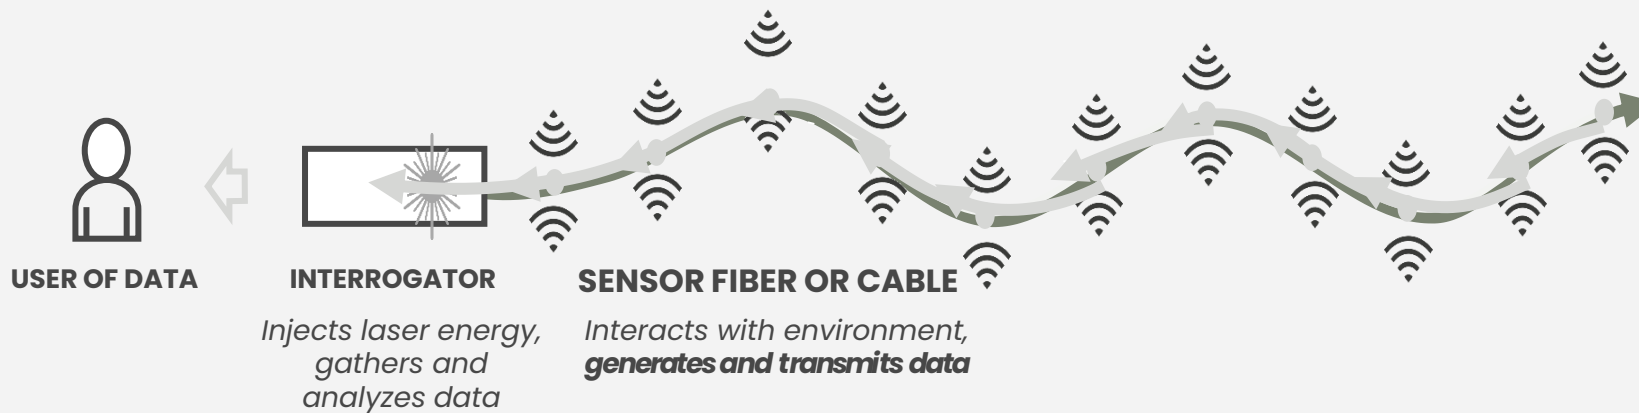 USER OF DATA
INTERROGATOR
Injects laser energy,
gathers and
analyzes data
SENSOR FIBER OR CABLE
Interacts with environment,
generates and transmits data